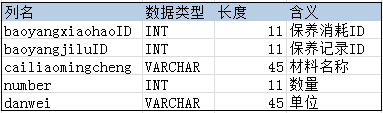 列名 数据类型 长度 含义
baoyangxiaohaoID INT 11 保养消耗ID
baoyangjiluID INT 11 保养记录ID
cailiaomingcheng VARCHAR 45 材料名称
number INT 11 数量
danwei VARCHAR 45 单位